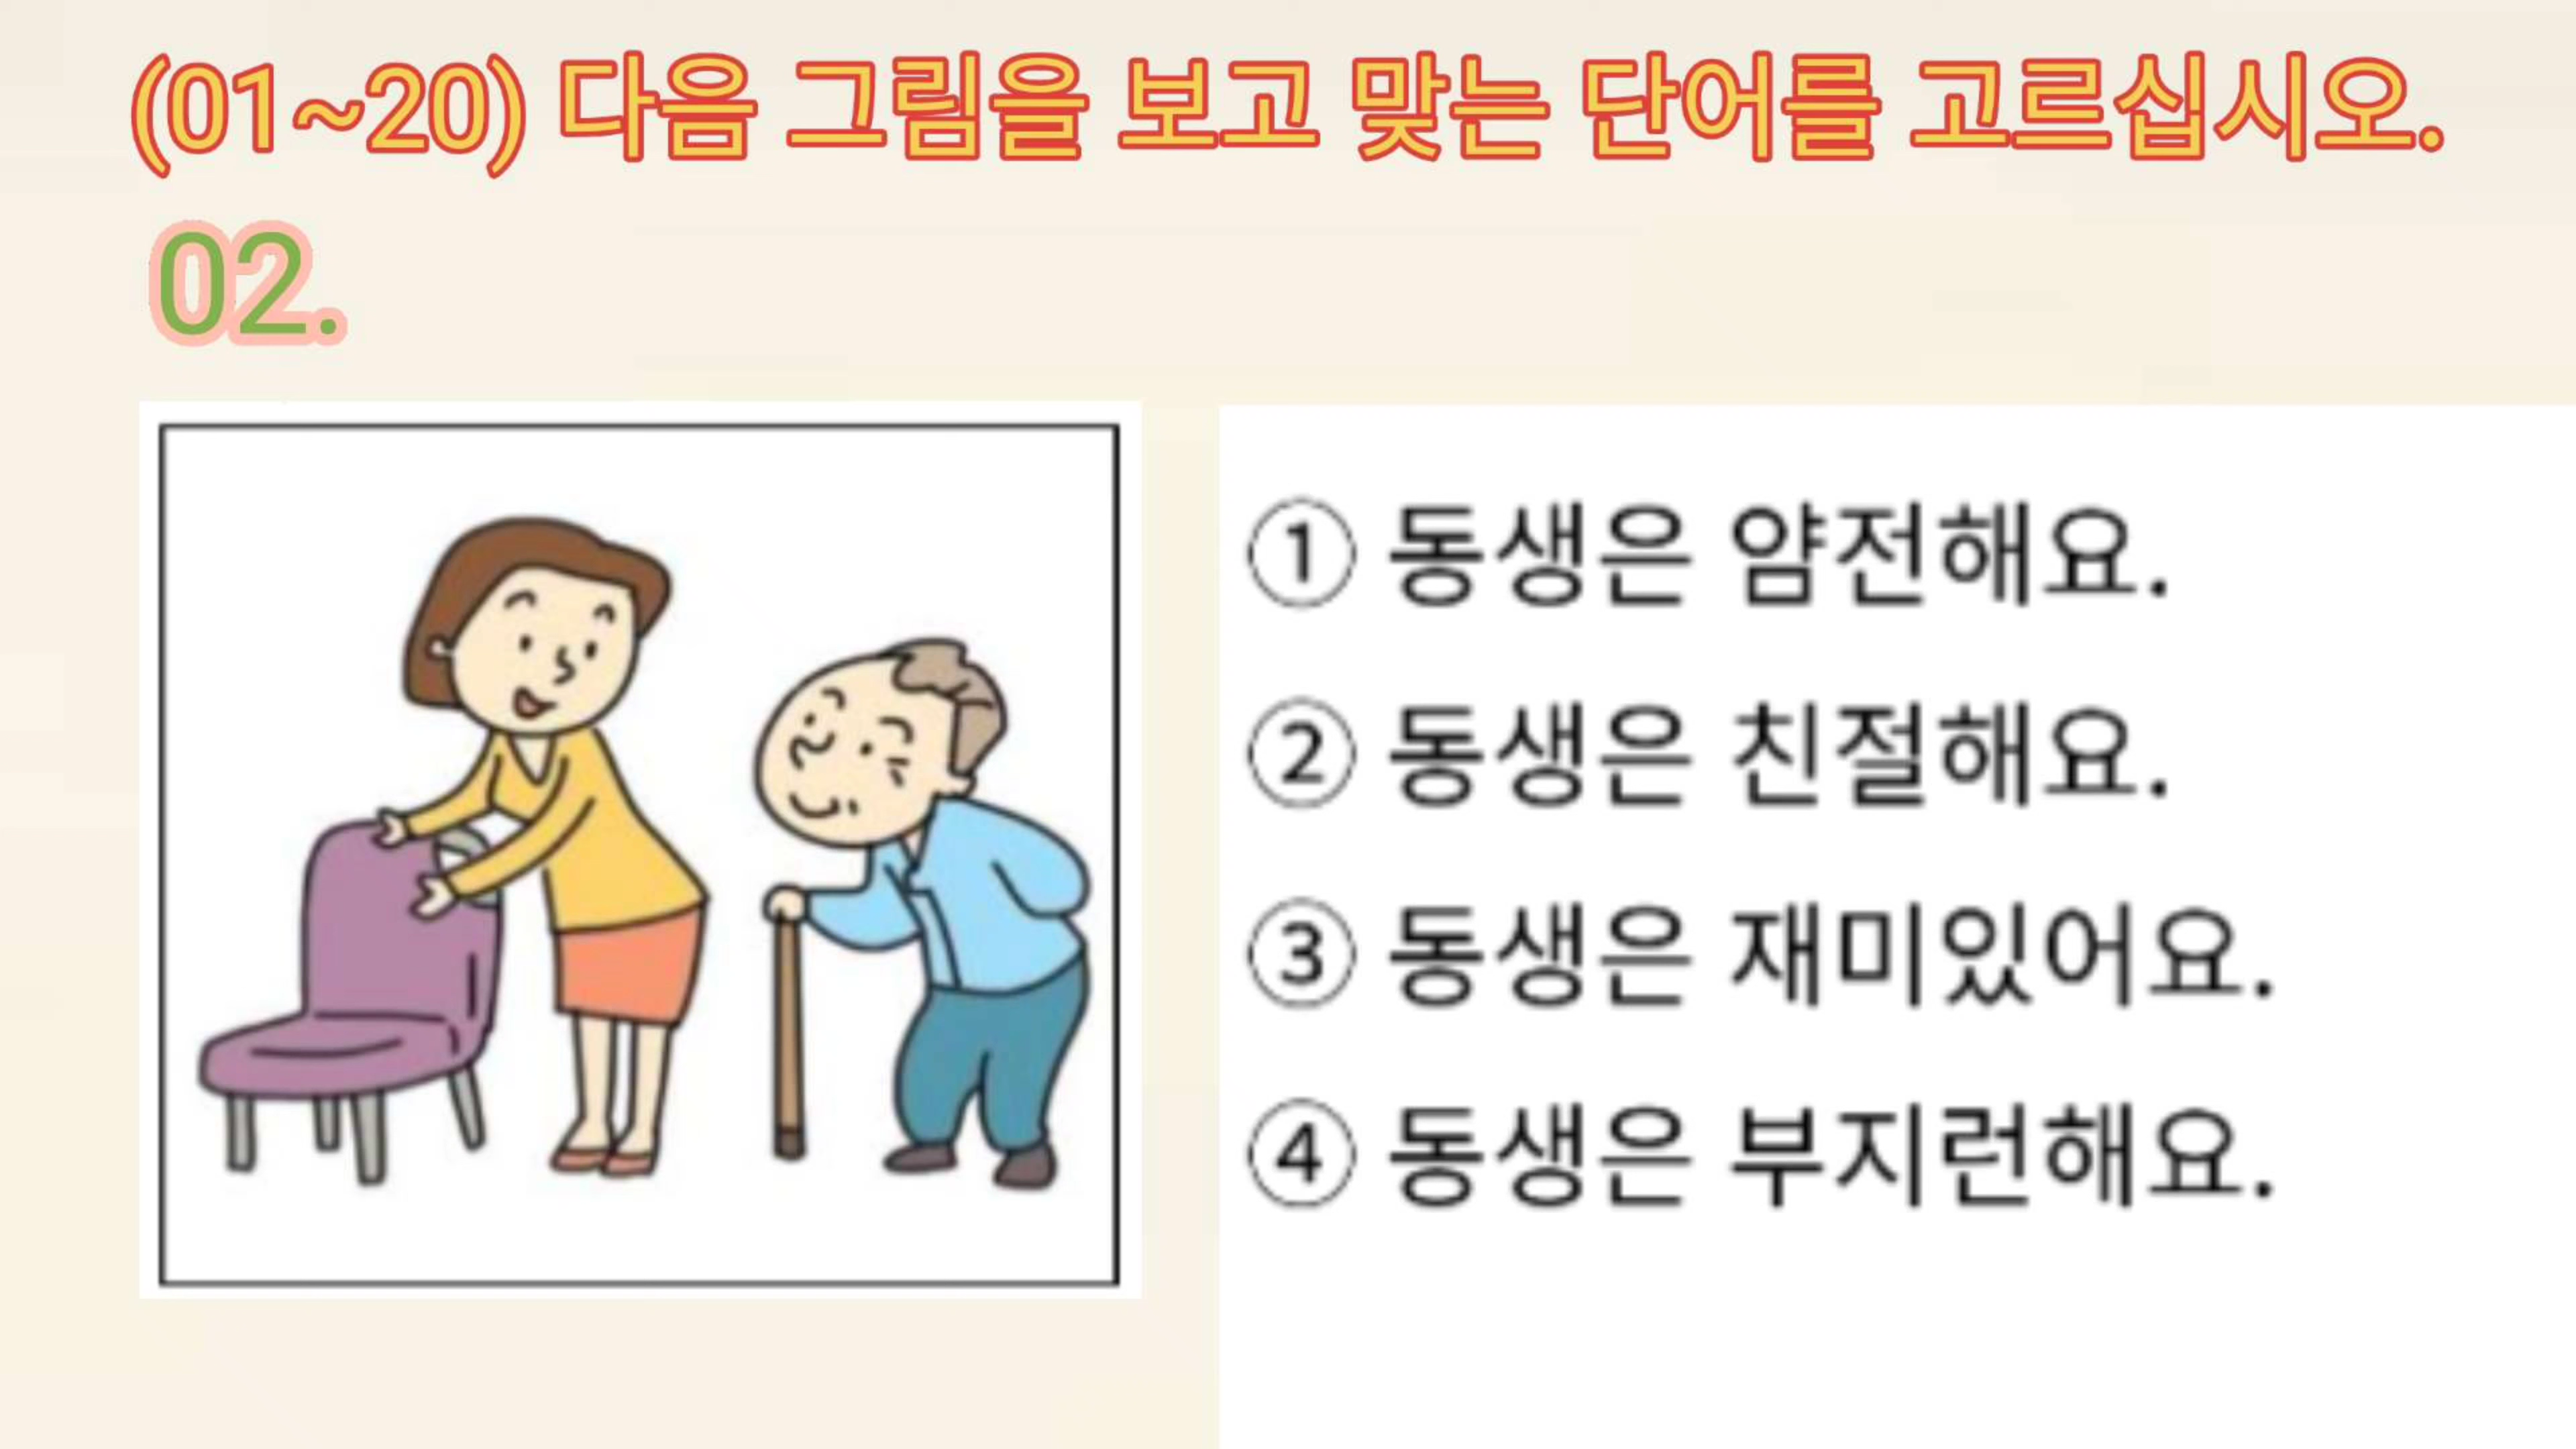 (01~20) 다음 그림을 보고 맞는 단어를 고르십시오.
02.
① 동생은 얌전해요.
② 동생은 친절해요.
③ 동생은 재미있어요.
④ 동생은 부지런해요.